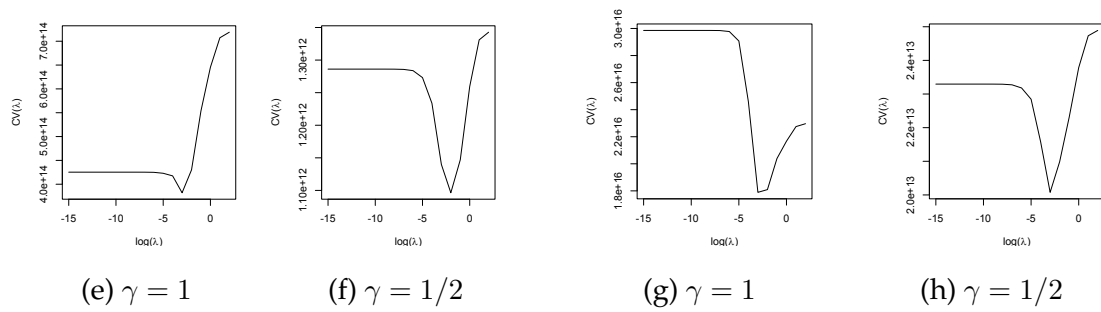 CV(λ)
4.0e+14 5.0e+14 6.0e+14 7.0e+14
-15 -10 -5 0
log(λ)
(e) γ = 1
CV(λ)
1.10e+12 1.20e+12 1.30e+12
-15 -10 -5 0
log(λ)
(f) γ = 1/2
CV(λ)
1.8e+16 2.2e+16 2.6e+16 3.0e+16
-15 -10 -5 0
log(λ)
(g) γ = 1
CV(λ)
2.0e+13 2.2e+13 2.4e+13
-15 -10 -5 0
log(λ)
(h) γ = 1/2